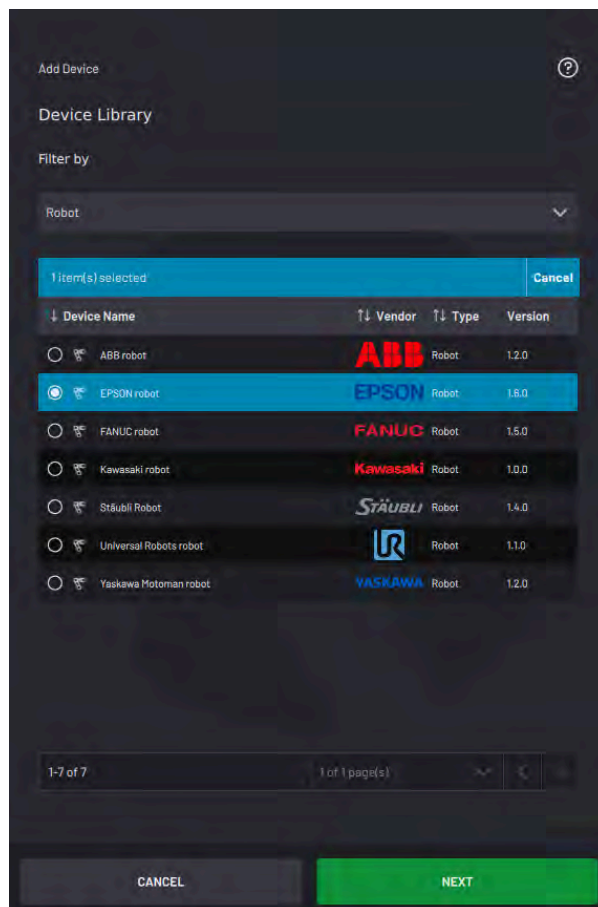 Add Device
Device Library
Filter by
Robot
1 item(s) selected Cancel
↓ Device Name ↑↓ Vendor ↑↓ Type Version
ABB robot ABB Robot 1.2.0
EPSON robot EPSON Robot 1.6.0
FANUC robot FANUC Robot 1.5.0
Kawasaki robot Kawasaki Robot 1.0.0
Stäubli Robot STÄUBLI Robot 1.4.0
Universal Robots robot UR Robot 1.1.0
Yaskawa Motoman robot YASKAWA Robot 1.2.0
1-7 of 7 1 of 1 page(s)
CANCEL NEXT